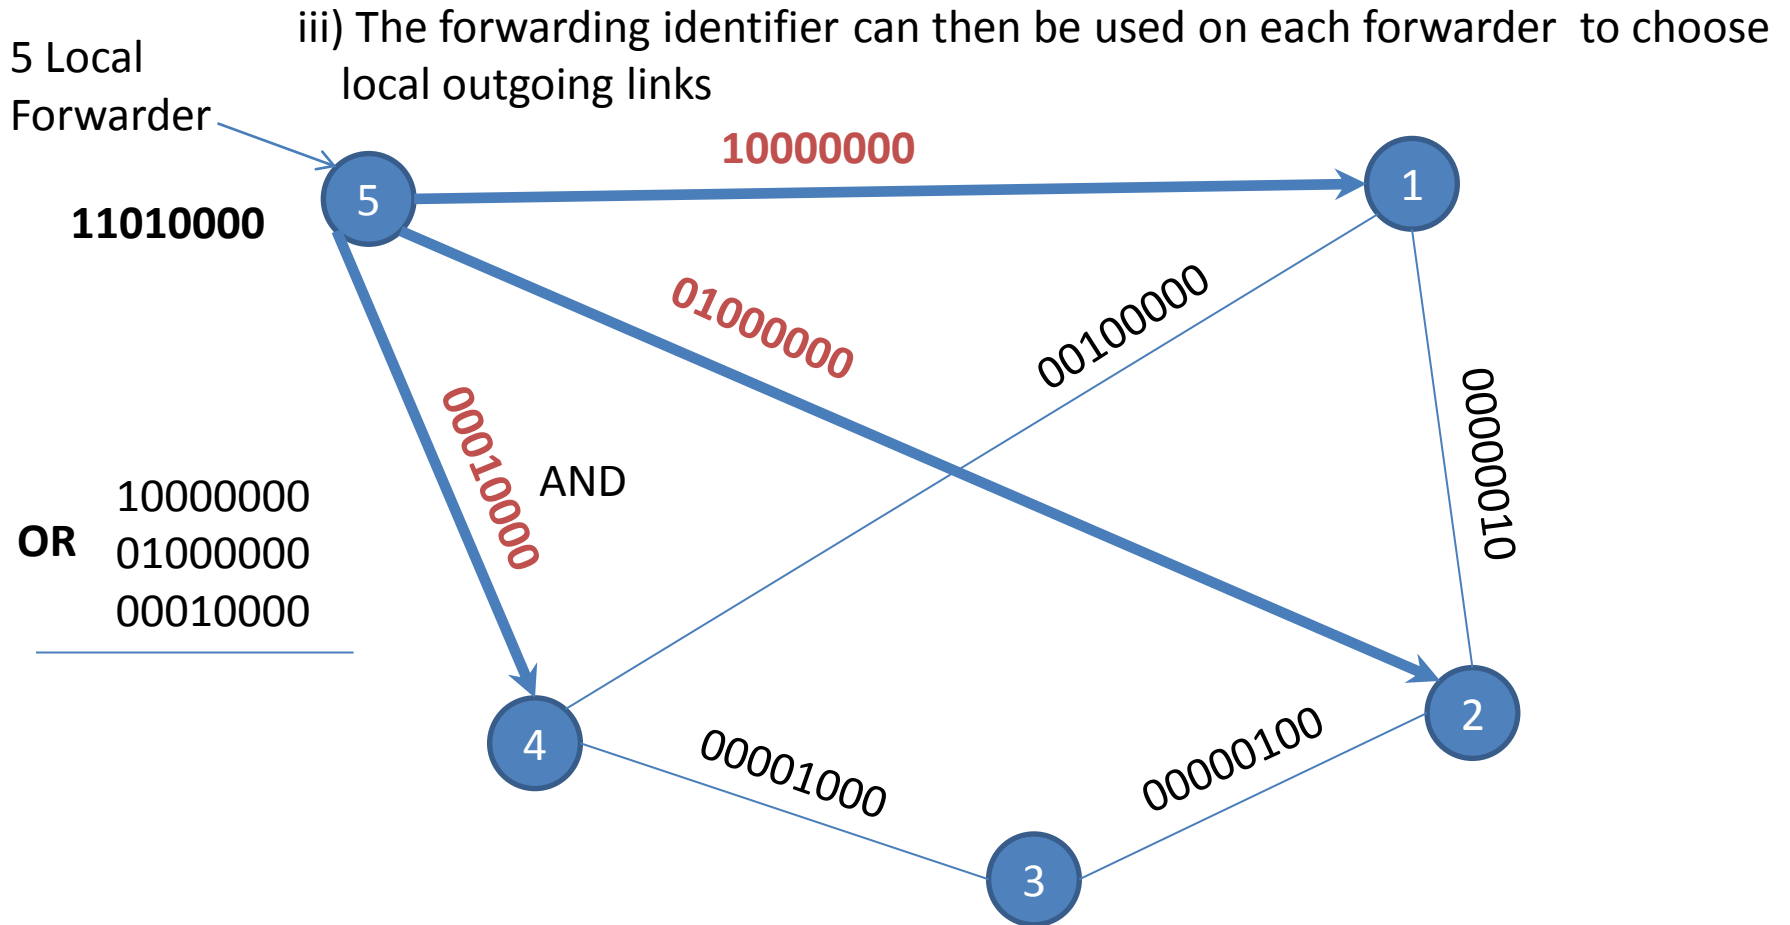 iii) The forwarding identifier can then be used on each forwarder to choose
local outgoing links
5 Local
Forwarder
10000000
5
1
11010000
01000000
00100000
00010000
AND
00000010
10000000
OR 01000000
00010000
4
2
00001000
00000100
3